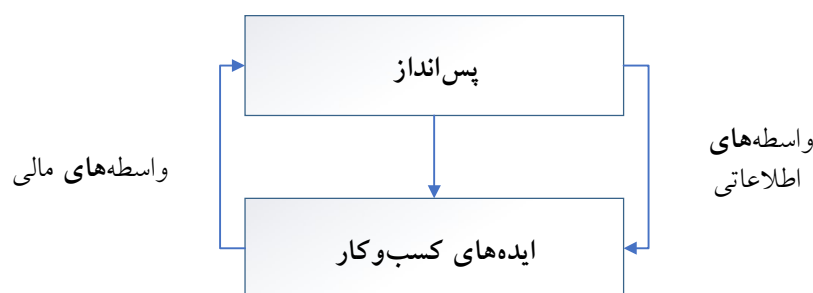 پس‌انداز
واسطه‌های
اطلاعاتی
واسطه‌های مالی
ایده‌های کسب‌وکار